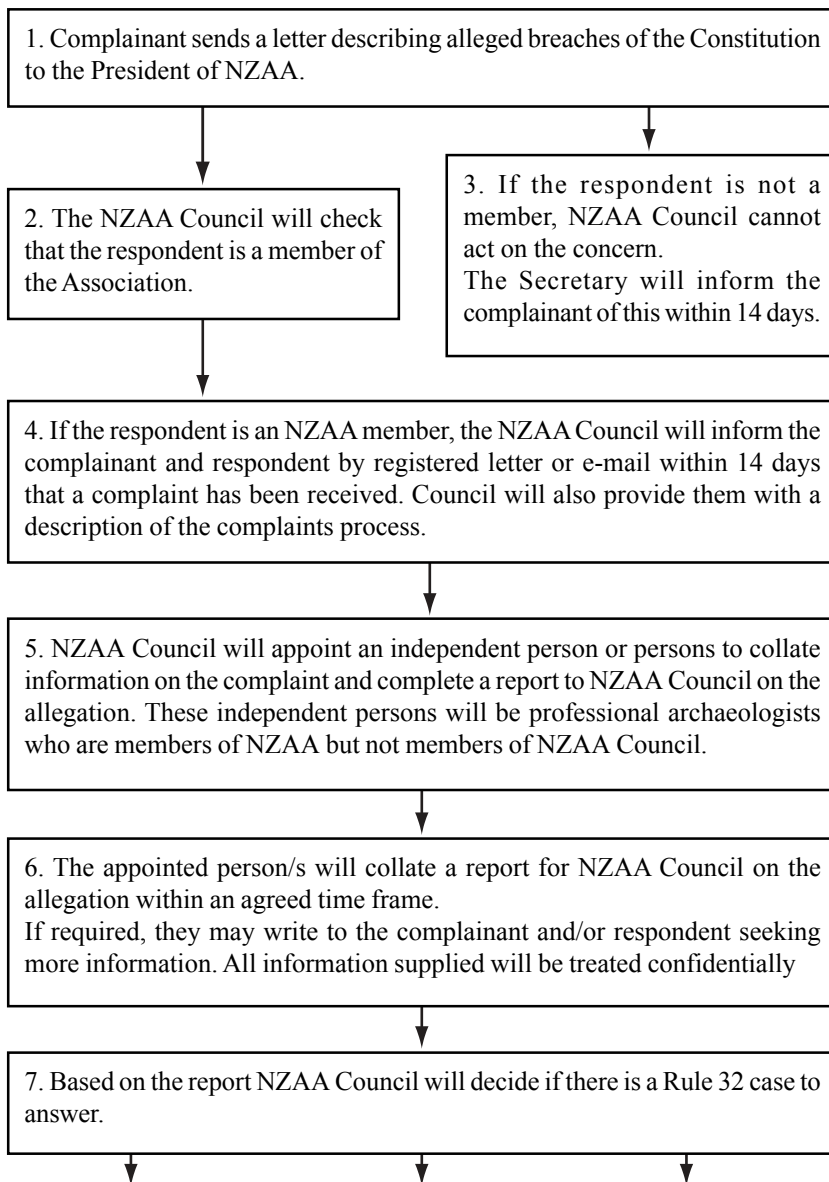 1. Complainant sends a letter describing alleged breaches of the Constitution
to the President of NZAA.
2. The NZAA Council will check
that the respondent is a member of
the Association.
3. If the respondent is not a
member, NZAA Council cannot
act on the concern.
The Secretary will inform the
complainant of this within 14 days.
4. If the respondent is an NZAA member, the NZAA Council will inform the
complainant and respondent by registered letter or e-mail within 14 days
that a complaint has been received. Council will also provide them with a
description of the complaints process.
5. NZAA Council will appoint an independent person or persons to collate
information on the complaint and complete a report to NZAA Council on the
allegation. These independent persons will be professional archaeologists
who are members of NZAA but not members of NZAA Council.
6. The appointed person/s will collate a report for NZAA Council on the
allegation within an agreed time frame.
If required, they may write to the complainant and/or respondent seeking
more information. All information supplied will be treated confidentially
7. Based on the report NZAA Council will decide if there is a Rule 32 case to
answer.